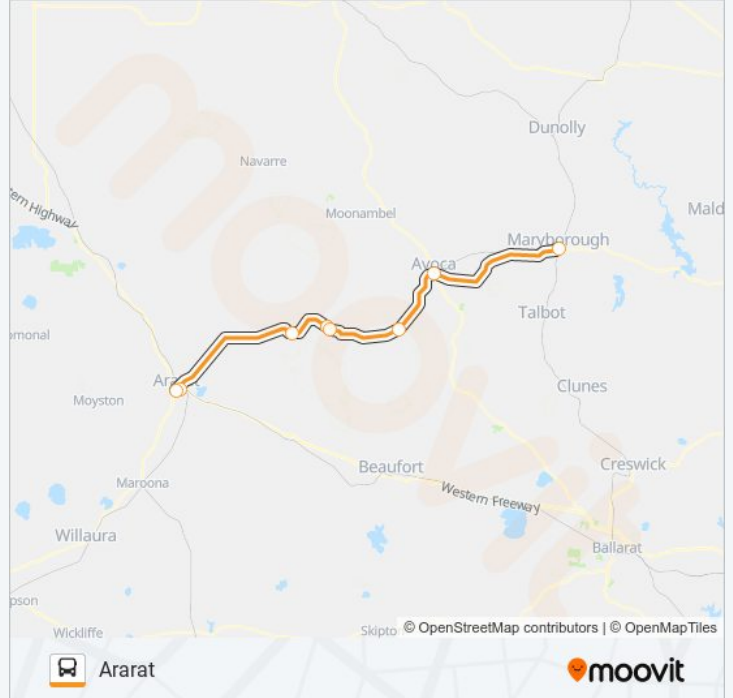 Dunolly
Navarre
ern Highway
Moonambel
Mald
Maryborough
Avoca
Talbot
omonal
Ararat
Moyston
Clunes
Beaufort
Creswick
Maroona
Western Freeway
Willaura
Ballarat
pson
Wickliffe
Skipto
© OpenStreetMap contributors | © OpenMapTiles
moovit
Ararat
moovit